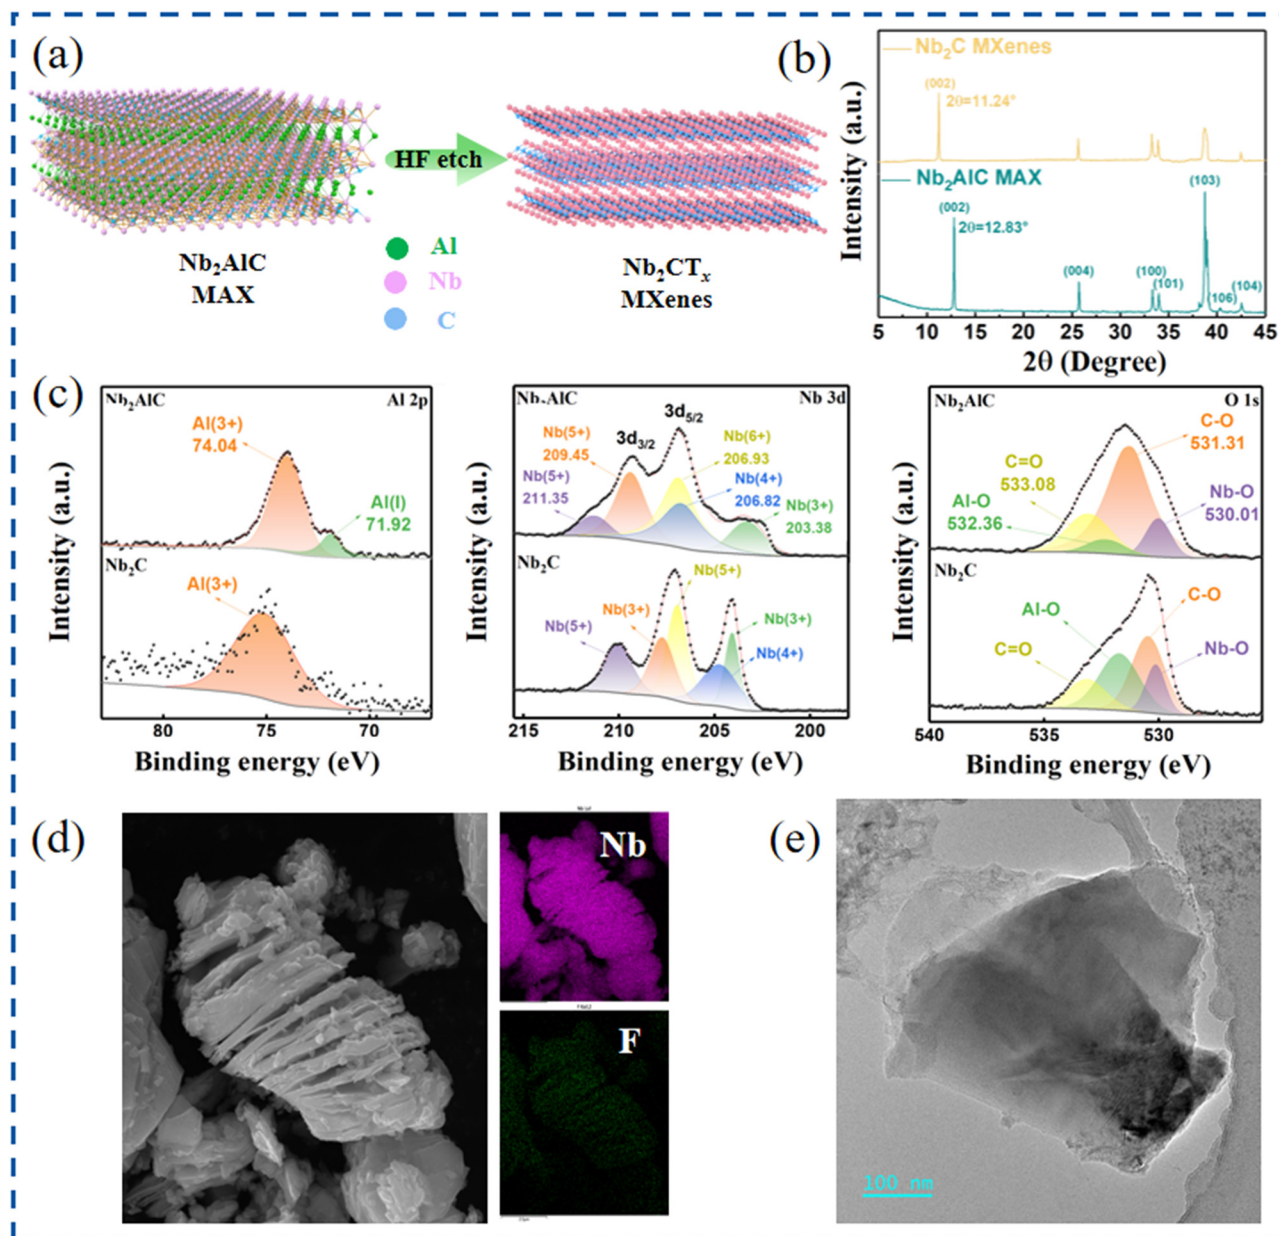 (a)
HF etch
Nb₂AlC
MAX
Al
Nb
C
Nb₂CTₓ
MXenes
(b)
Intensity (a.u.)
Nb₂C MXenes
(002)
2θ=11.24°
Nb₂AlC MAX
(002)
2θ=12.83°
(004)
(100)
(101)
(103)
(106)
(104)
5 10 15 20 25 30 35 40 45
2θ (Degree)
(c)
Intensity (a.u.)
Nb₂AlC
Al 2p
Al(3+)
74.04
Al(I)
71.92
Nb₂C
Al(3+)
80 75 70
Binding energy (eV)
Intensity (a.u.)
Nb₂AlC
Nb 3d
3d₃/₂
3d₅/₂
Nb(5+)
209.45
Nb(5+)
211.35
Nb(6+)
206.93
Nb(4+)
206.82
Nb(3+)
203.38
Nb₂C
Nb(5+)
Nb(3+)
Nb(5+)
Nb(3+)
Nb(4+)
215 210 205 200
Binding energy (eV)
Intensity (a.u.)
Nb₂AlC
O 1s
C-O
531.31
C=O
533.08
Al-O
532.36
Nb-O
530.01
Nb₂C
Al-O
C=O
C-O
Nb-O
540 535 530
Binding energy (eV)
(d)
Nb
F
(e)
100 nm